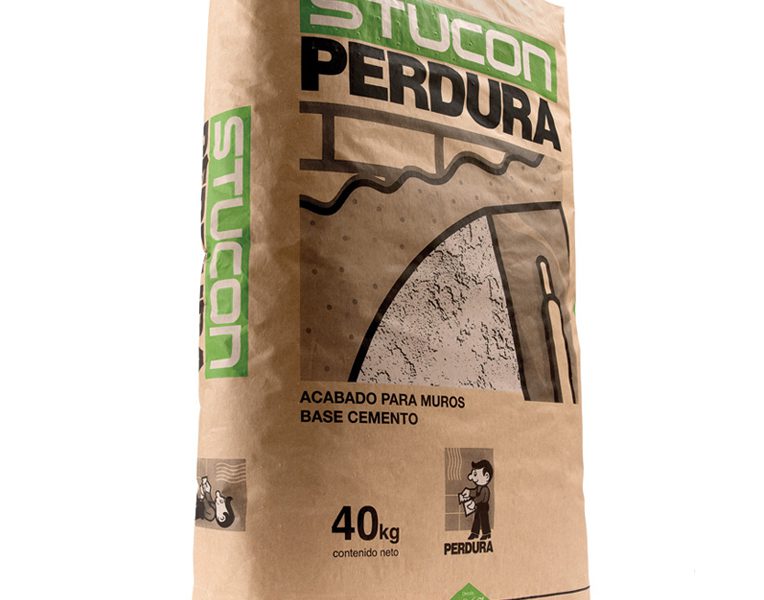 STUCON
PERDURA
STUCON
ACABADO PARA MUROS
BASE CEMENTO
40kg
contenido neto
PERDURA